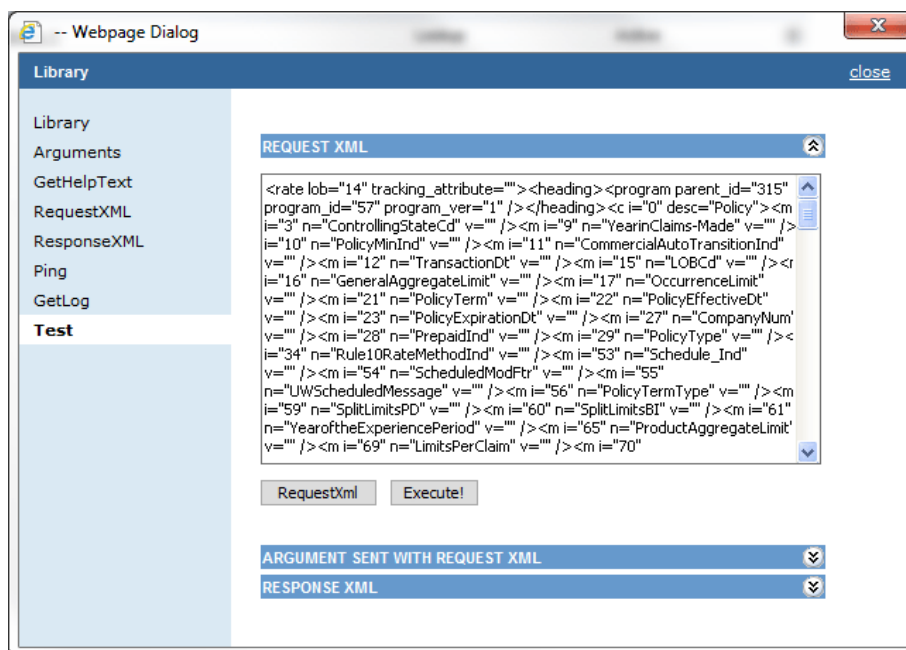 -- Webpage Dialog
Library
close
Library
Arguments
GetHelpText
RequestXML
ResponseXML
Ping
GetLog
Test
REQUEST XML
<rate lob="14" tracking_attribute=""><heading><program parent_id="315"
program_id="57" program_ver="1" /></heading><c i="0" desc="Policy"><m
i="3" n="ControllingStateCd" v="" /><m i="9" n="YearinClaims-Made" v="" />
i="10" n="PolicyMinInd" v="" /><m i="11" n="CommercialAutoTransitionInd"
v="" /><m i="12" n="TransactionDt" v="" /><m i="15" n="LOBCd" v="" /><r
i="16" n="GeneralAggregateLimit" v="" /><m i="17" n="OccurrenceLimit"
v="" /><m i="21" n="PolicyTerm" v="" /><m i="22" n="PolicyEffectiveDt"
v="" /><m i="23" n="PolicyExpirationDt" v="" /><m i="27" n="CompanyNum'
v="" /><m i="28" n="PrepaidInd" v="" /><m i="29" n="PolicyType" v="" /><
i="34" n="Rule10RateMethodInd" v="" /><m i="53" n="Schedule_Ind"
v="" /><m i="54" n="ScheduledModFtr" v="" /><m i="55"
n="UWScheduledMessage" v="" /><m i="56" n="PolicyTermType" v="" /><m
i="59" n="SplitLimitsPD" v="" /><m i="60" n="SplitLimitsBI" v="" /><m i="61"
n="YearoftheExperiencePeriod" v="" /><m i="65" n="ProductAggregateLimit'
v="" /><m i="69" n="LimitsPerClaim" v="" /><m i="70"
RequestXml
Execute!
ARGUMENT SENT WITH REQUEST XML
RESPONSE XML